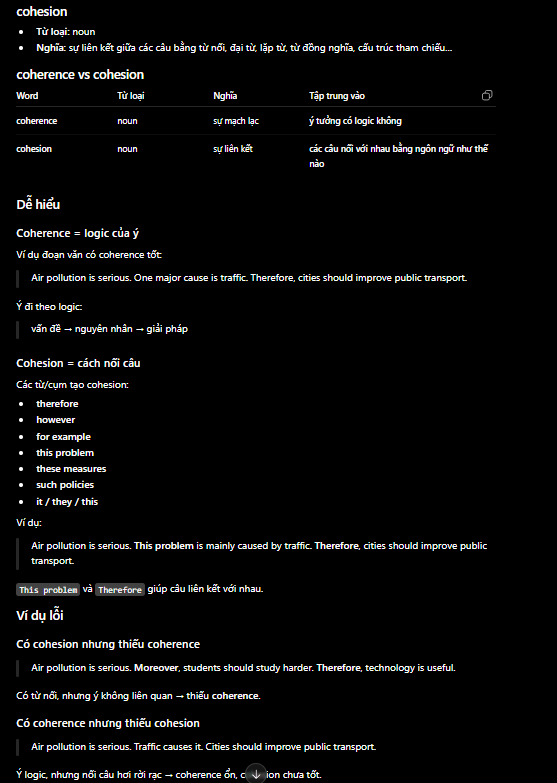 cohesion
Từ loại: noun
Nghĩa: sự liên kết giữa các câu bằng từ nối, đại từ, lặp từ, từ đồng nghĩa, cấu trúc tham chiếu...
coherence vs cohesion
Word Từ loại Nghĩa Tập trung vào
coherence noun sự mạch lạc ý tưởng có logic không
cohesion noun sự liên kết các câu nối với nhau bằng ngôn ngữ như thế
nào
Dễ hiểu
Coherence = logic của ý
Ví dụ đoạn văn có coherence tốt:
Air pollution is serious. One major cause is traffic. Therefore, cities should improve public transport.
Ý đi theo logic:
vấn đề → nguyên nhân → giải pháp
Cohesion = cách nối câu
Các từ/cụm tạo cohesion:
therefore
however
for example
this problem
these measures
such policies
it / they / this
Ví dụ:
Air pollution is serious. This problem is mainly caused by traffic. Therefore, cities should improve public
transport.
This problem và Therefore giúp câu liên kết với nhau.
Ví dụ lỗi
Có cohesion nhưng thiếu coherence
Air pollution is serious. Moreover, students should study harder. Therefore, technology is useful.
Có từ nối, nhưng ý không liên quan → thiếu coherence.
Có coherence nhưng thiếu cohesion
Air pollution is serious. Traffic causes it. Cities should improve public transport.
Ý logic, nhưng nối câu hơi rời rạc → coherence ổn, chưa tốt.